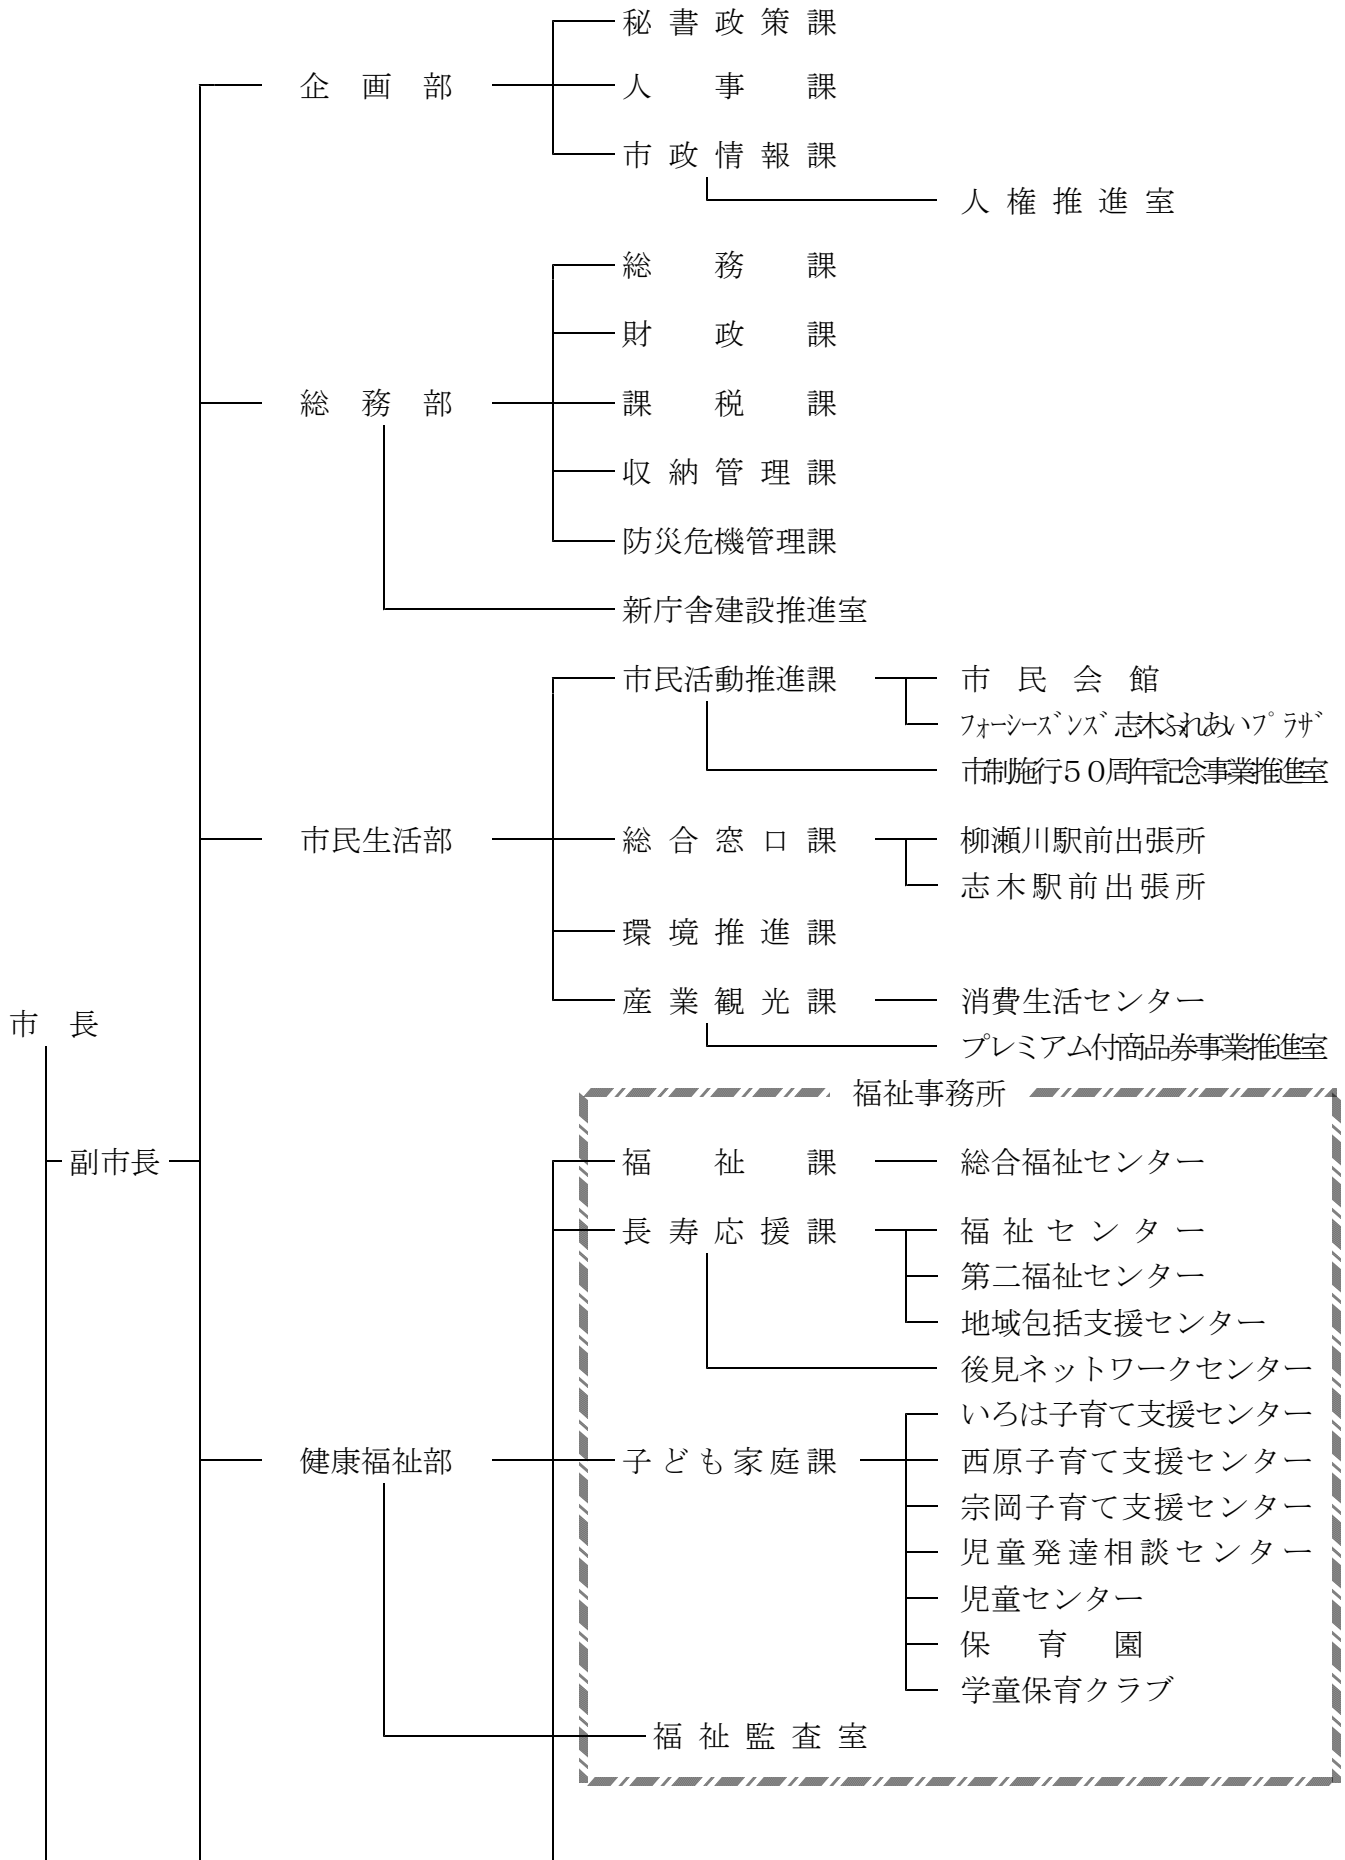 秘書政策課
企画部 人事課
市政情報課
人権推進室
総務課
財政課
総務部 課税課
収納管理課
防災危機管理課
新庁舎建設推進室
市民活動推進課 市民会館
フォーシーズンズ志木ふれあいプラザ
市制施行50周年記念事業推進室
市民生活部 総合窓口課 柳瀬川駅前出張所
志木駅前出張所
環境推進課
産業観光課 消費生活センター
市長
プレミアム付商品券事業推進室
福祉事務所
副市長 福祉課 総合福祉センター
長寿応援課 福祉センター
第二福祉センター
地域包括支援センター
後見ネットワークセンター
いろは子育て支援センター
健康福祉部 子ども家庭課 西原子育て支援センター
宗岡子育て支援センター
児童発達相談センター
児童センター
保育園
学童保育クラブ
福祉監査室